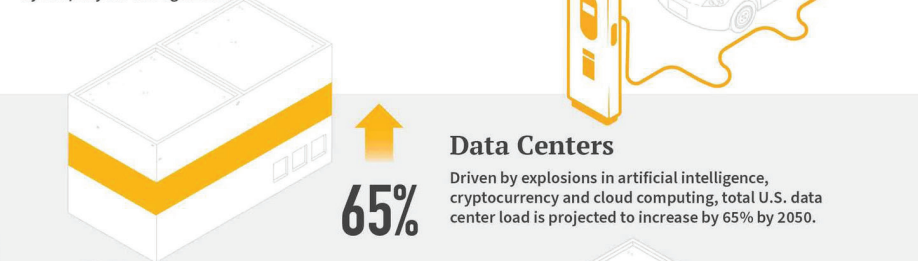 65%
Data Centers
Driven by explosions in artificial intelligence,
cryptocurrency and cloud computing, total U.S. data
center load is projected to increase by 65% by 2050.